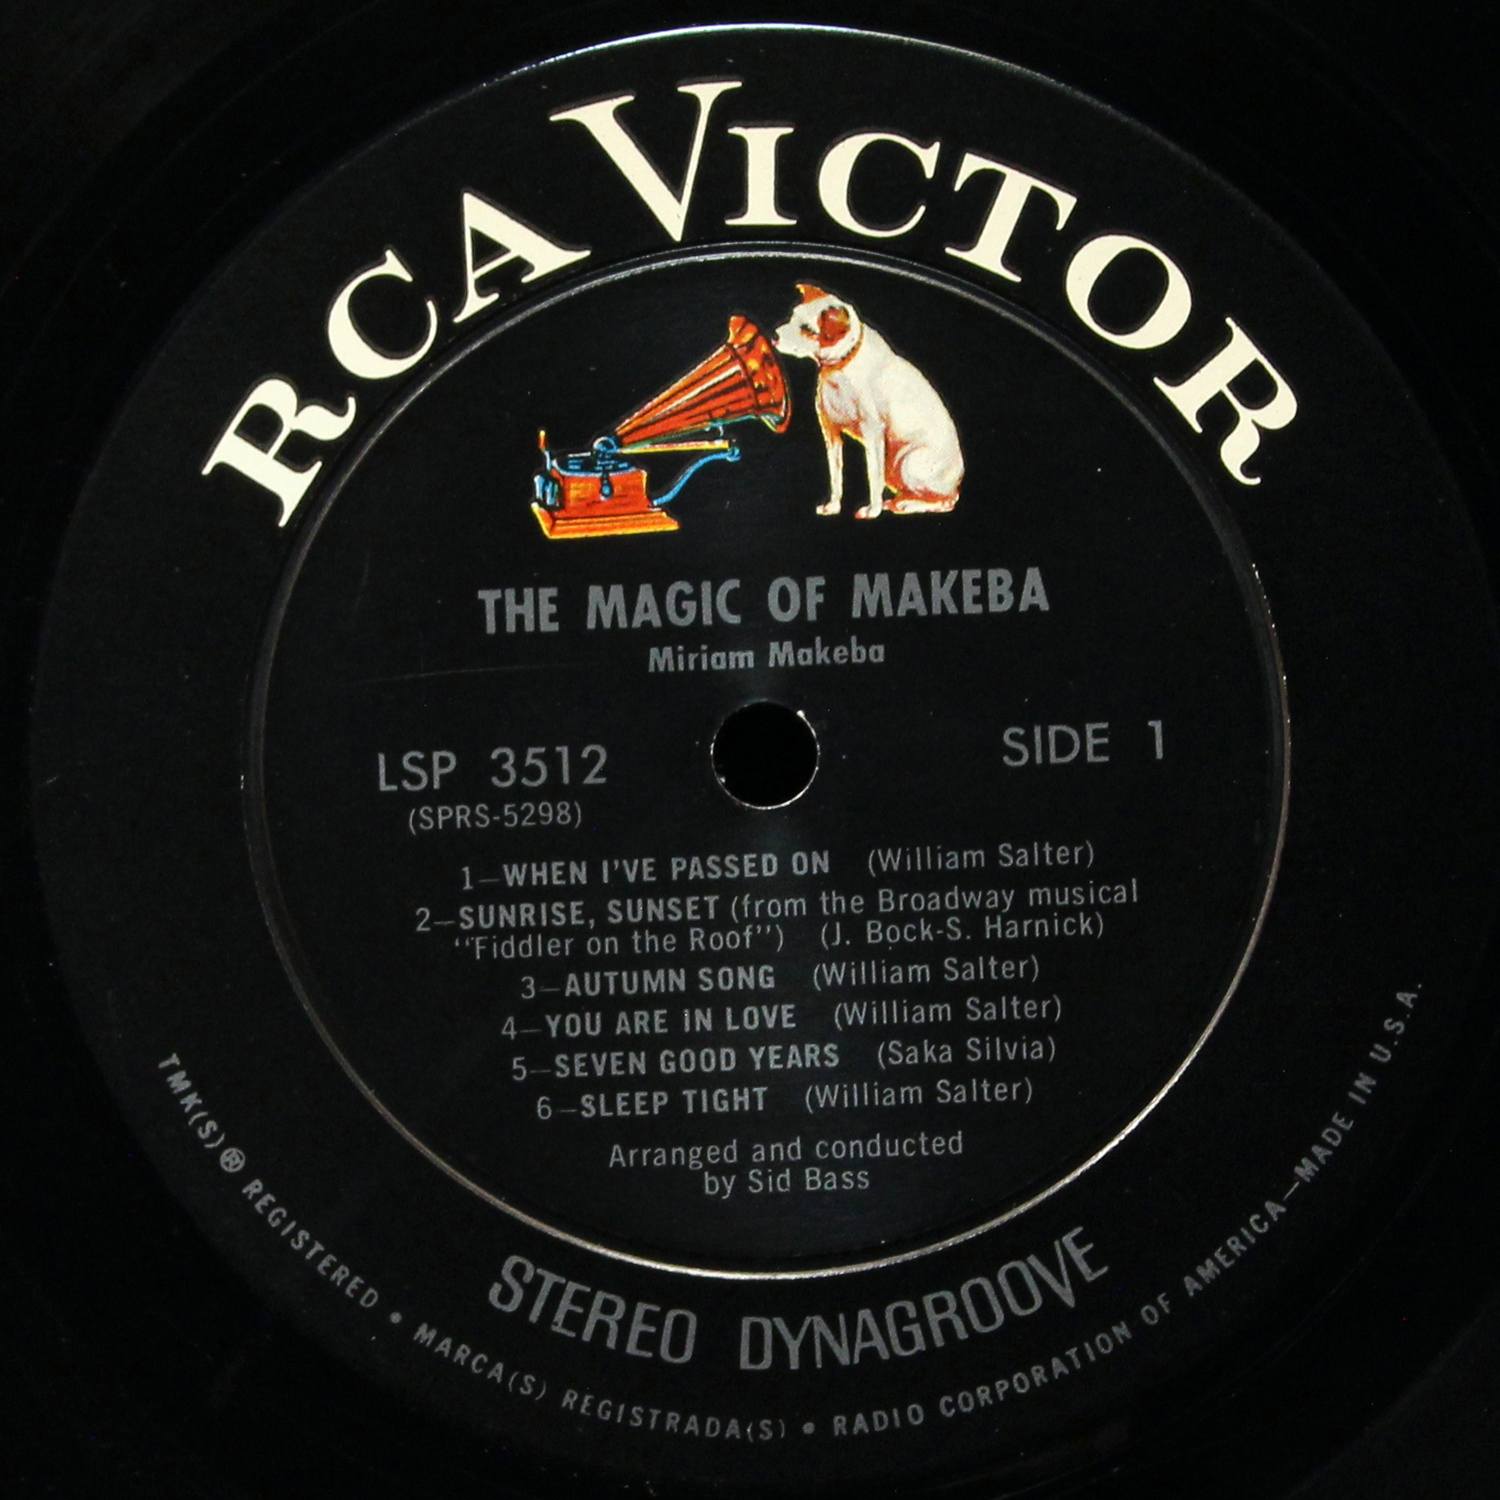 RCA VICTOR
THE MAGIC OF MAKEBA
Miriam Makeba
LSP 3512
(SPRS-5298)
SIDE 1
1—WHEN I'VE PASSED ON (William Salter)
2—SUNRISE, SUNSET (from the Broadway musical
"Fiddler on the Roof") (J. Bock-S. Harnick)
3—AUTUMN SONG (William Salter)
4—YOU ARE IN LOVE (William Salter)
5—SEVEN GOOD YEARS (Saka Silvia)
6—SLEEP TIGHT (William Salter)
Arranged and conducted
by Sid Bass
STEREO DYNAGROOVE
TMK(S) ® REGISTERED • MARCA(S) REGISTRADA(S) • RADIO CORPORATION OF AMERICA—MADE IN U.S.A.